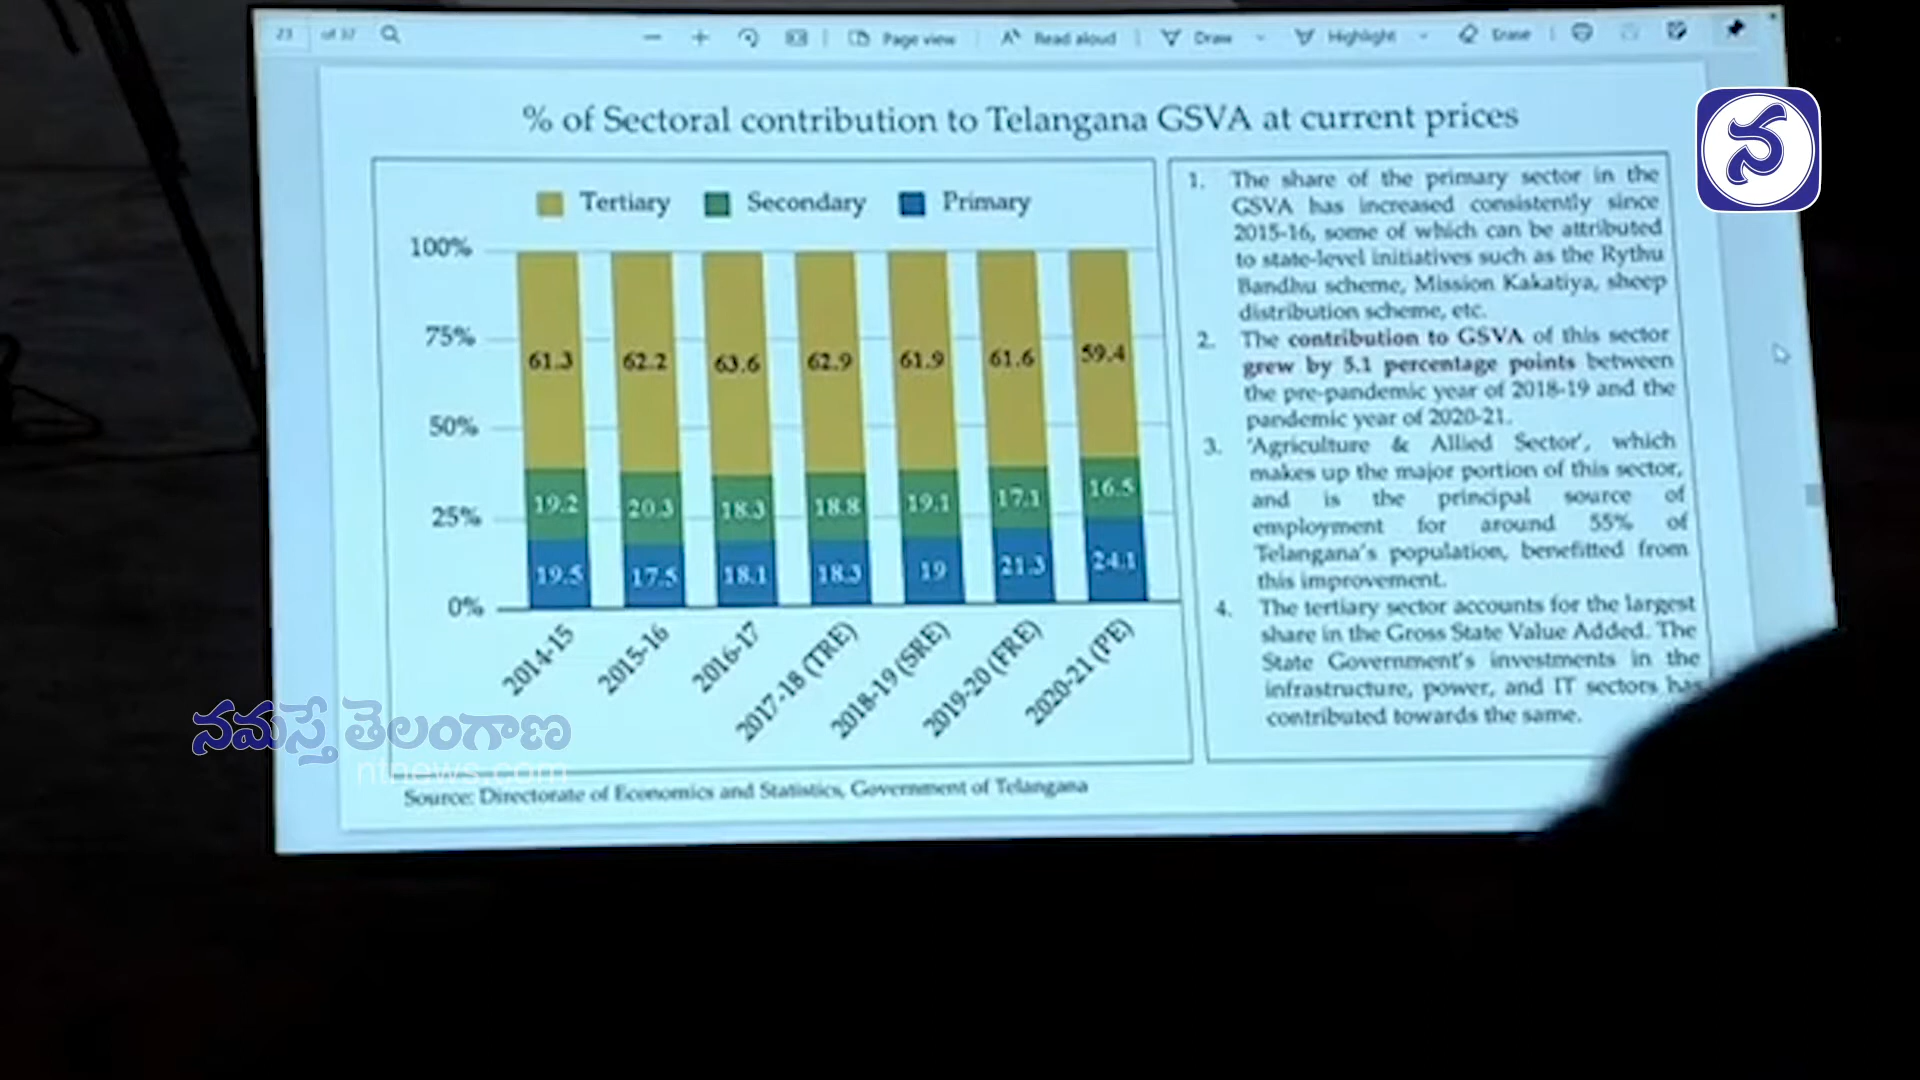 23 of 37
Page view Read aloud Draw Highlight Erase
% of Sectoral contribution to Telangana GSVA at current prices
Tertiary Secondary Primary
100%
75%
50%
25%
0%
61.3 62.2 63.6 62.9 61.9 61.6 59.4
19.2 20.3 18.3 18.8 19.1 17.1 16.5
19.5 17.5 18.1 18.3 19 21.3 24.1
2014-15 2015-16 2016-17 2017-18 (TRE) 2018-19 (SRE) 2019-20 (FRE) 2020-21 (PE)
Source: Directorate of Economics and Statistics, Government of Telangana
1. The share of the primary sector in the
GSVA has increased consistently since
2015-16, some of which can be attributed
to state-level initiatives such as the Rythu
Bandhu scheme, Mission Kakatiya, sheep
distribution scheme, etc.
2. The contribution to GSVA of this sector
grew by 5.1 percentage points between
the pre-pandemic year of 2018-19 and the
pandemic year of 2020-21.
3. 'Agriculture & Allied Sector', which
makes up the major portion of this sector,
and is the principal source of
employment for around 55% of
Telangana's population, benefitted from
this improvement.
4. The tertiary sector accounts for the largest
share in the Gross State Value Added. The
State Government's investments in the
infrastructure, power, and IT sectors has
contributed towards the same.
న
నమస్తే తెలంగాణ
ntnews.com